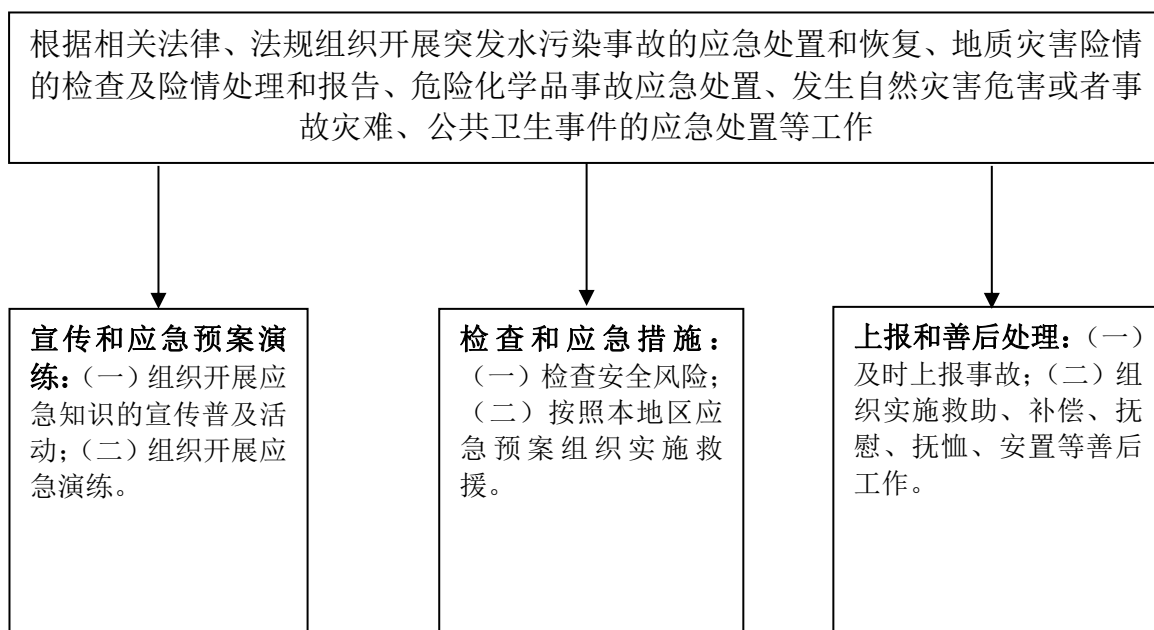 根据相关法律、法规组织开展突发水污染事故的应急处置和恢复、地质灾害险情
的检查及险情处理和报告、危险化学品事故应急处置、发生自然灾害危害或者事
故灾难、公共卫生事件的应急处置等工作
宣传和应急预案演
练：（一）组织开展应
急知识的宣传普及活
动；（二）组织开展应
急演练。
检查和应急措施：
（一）检查安全风险；
（二）按照本地区应
急预案组织实施救
援。
上报和善后处理：（一）
及时上报事故；（二）组
织实施救助、补偿、抚
慰、抚恤、安置等善后
工作。